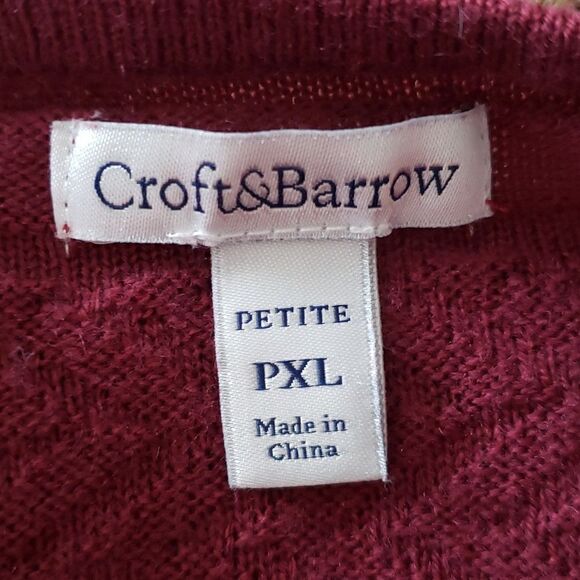 Croft&Barrow
PETITE
PXL
Made in
China